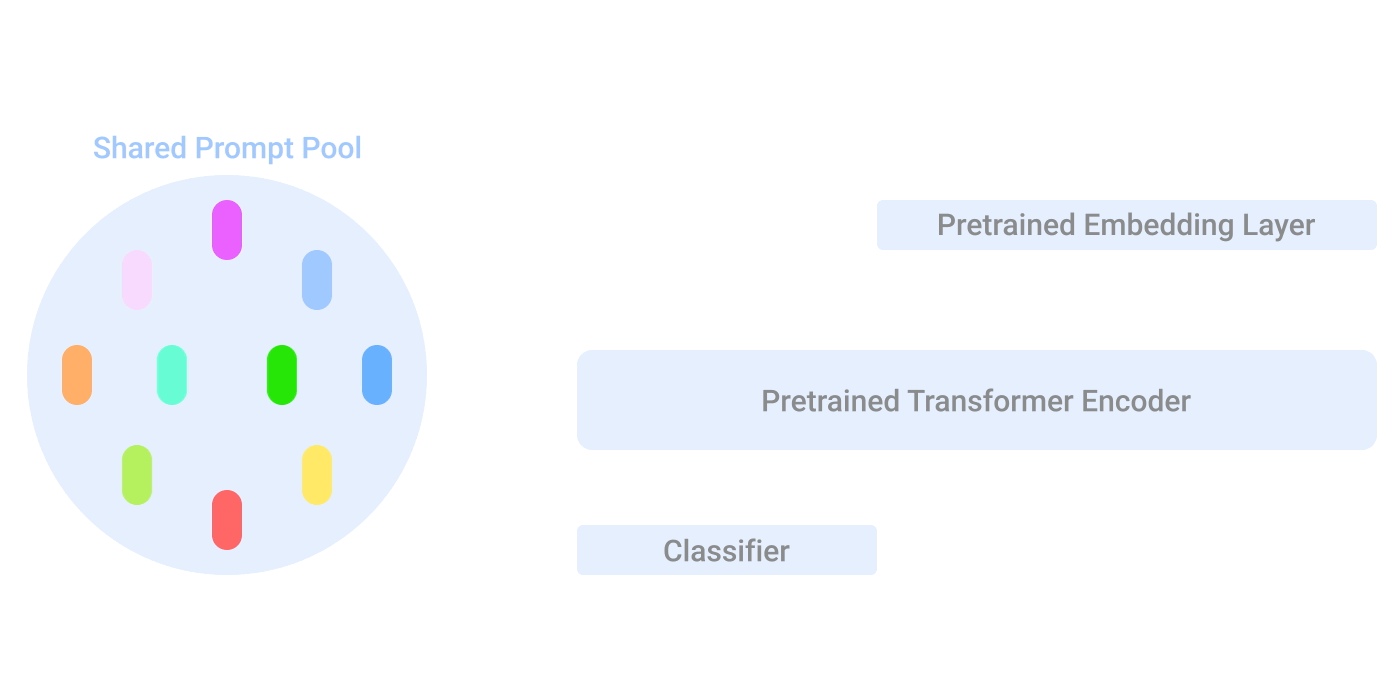 Shared Prompt Pool
Pretrained Embedding Layer
Pretrained Transformer Encoder
Classifier